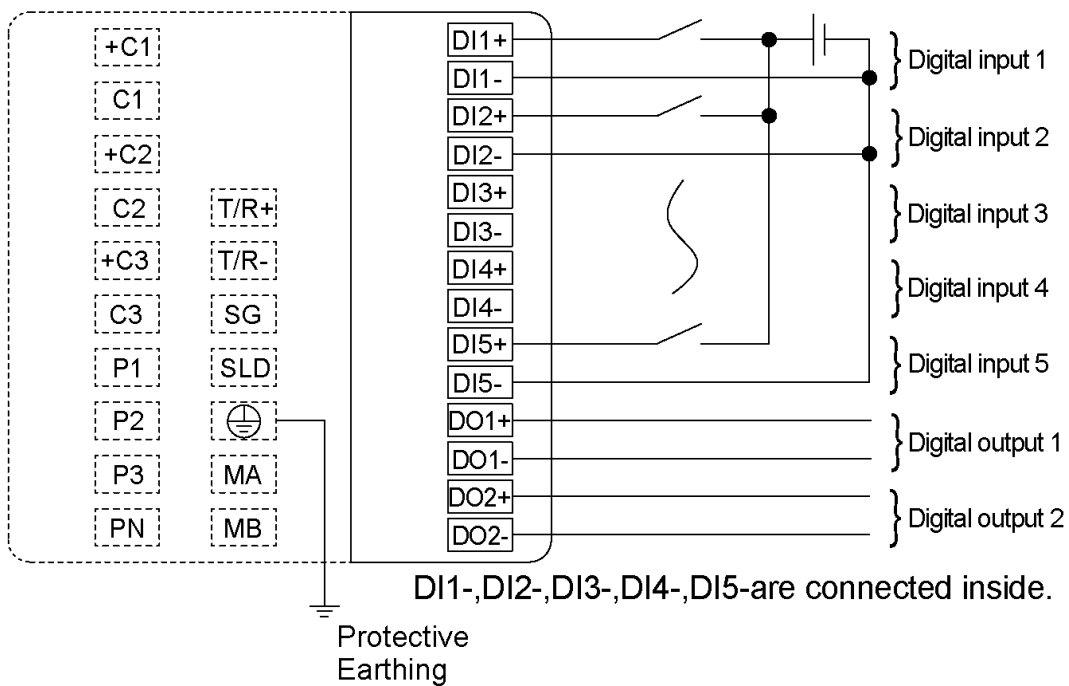 +C1
C1
+C2
C2
+C3
C3
P1
P2
P3
PN
T/R+
T/R-
SG
SLD
MA
MB
DI1+
DI1-
DI2+
DI2-
DI3+
DI3-
DI4+
DI4-
DI5+
DI5-
DO1+
DO1-
DO2+
DO2-
Digital input 1
Digital input 2
Digital input 3
Digital input 4
Digital input 5
Digital output 1
Digital output 2
DI1-,DI2-,DI3-,DI4-,DI5-are connected inside.
Protective
Earthing